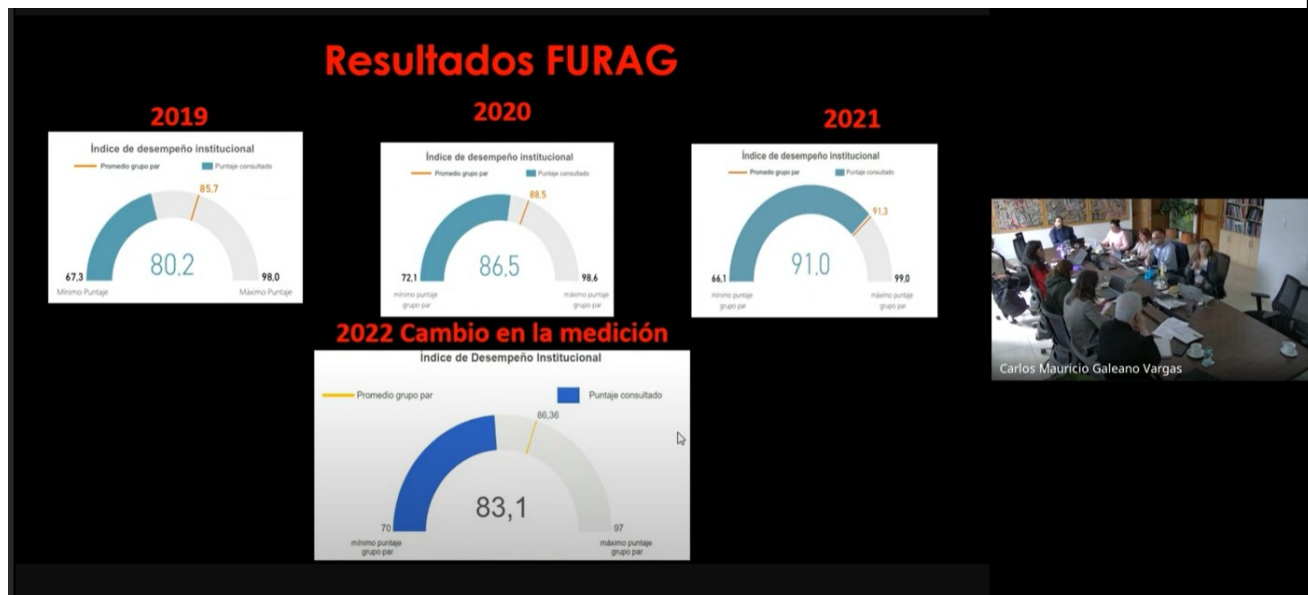 Resultados FURAG
2019
Índice de desempeño institucional
Promedio grupo par
Puntaje consultado
85,7
80,2
67,3
98,0
Mínimo Puntaje
Máximo Puntaje
2020
Índice de desempeño institucional
Promedio grupo par
Puntaje consultado
88,5
86,5
72,1
98,6
mínimo puntaje
grupo par
máximo puntaje
grupo par
2021
Índice de desempeño institucional
Promedio grupo par
Puntaje consultado
91,3
91,0
66,1
99,0
mínimo puntaje
grupo par
máximo puntaje
grupo par
2022 Cambio en la medición
Índice de Desempeño Institucional
Promedio grupo par
Puntaje consultado
86,36
83,1
70
97
mínimo puntaje
grupo par
máximo puntaje
grupo par
Carlos Mauricio Galeano Vargas